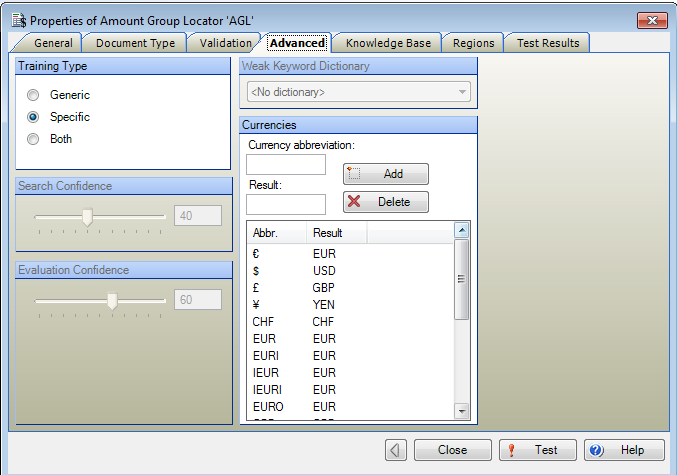 Properties of Amount Group Locator 'AGL'
General Document Type Validation Advanced Knowledge Base Regions Test Results
Training Type
Generic
Specific
Both
Search Confidence
40
Evaluation Confidence
60
Weak Keyword Dictionary
<No dictionary>
Currencies
Currency abbreviation:
Add
Result:
Delete
Abbr. Result
€ EUR
$ USD
£ GBP
¥ YEN
CHF CHF
EUR EUR
EURI EUR
IEUR EUR
IEURI EUR
EURO EUR
Close Test Help